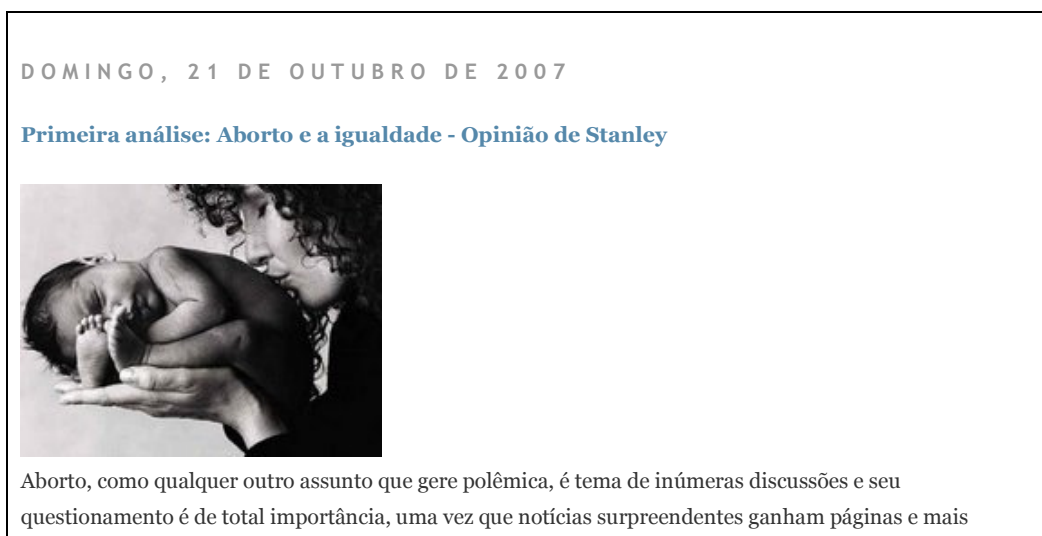 DOMINGO, 21 DE OUTUBRO DE 2007
Primeira análise: Aborto e a igualdade - Opinião de Stanley
Aborto, como qualquer outro assunto que gere polêmica, é tema de inúmeras discussões e seu
questionamento é de total importância, uma vez que notícias surpreendentes ganham páginas e mais